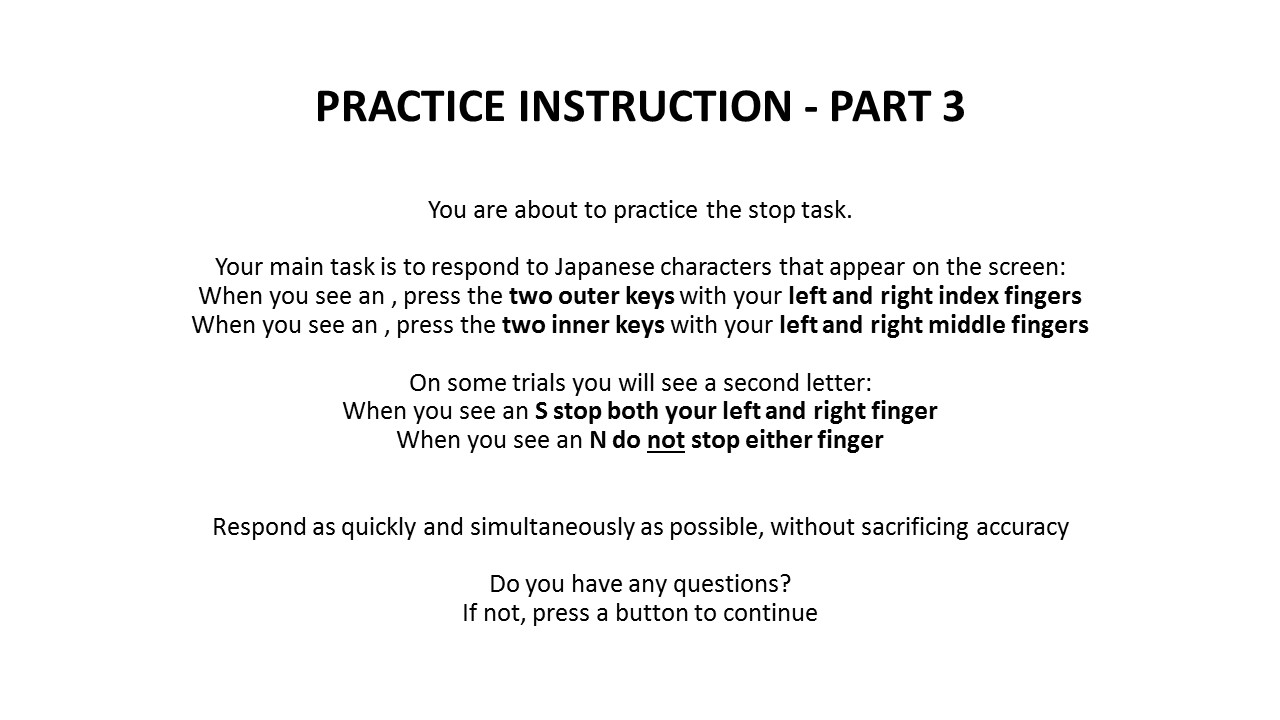 PRACTICE INSTRUCTION - PART 3
You are about to practice the stop task.
Your main task is to respond to Japanese characters that appear on the screen:
When you see an , press the two outer keys with your left and right index fingers
When you see an , press the two inner keys with your left and right middle fingers
On some trials you will see a second letter:
When you see an S stop both your left and right finger
When you see an N do not stop either finger
Respond as quickly and simultaneously as possible, without sacrificing accuracy
Do you have any questions?
If not, press a button to continue